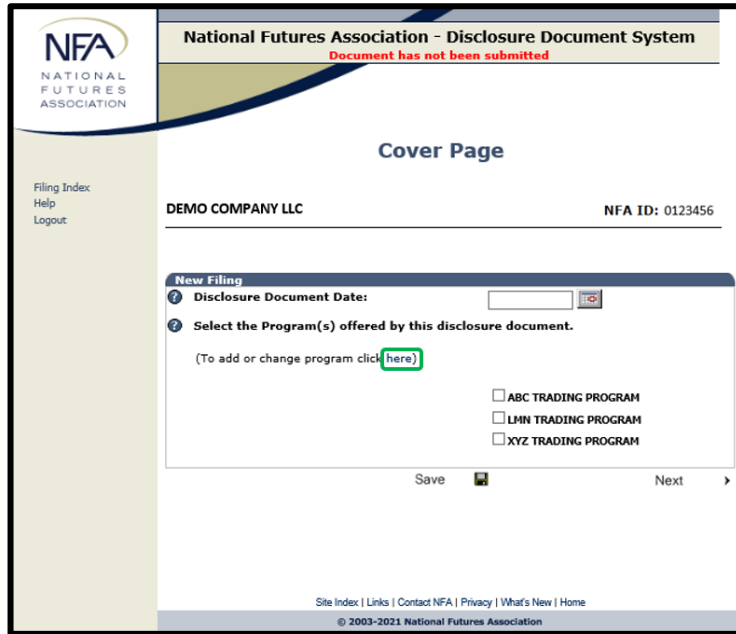 NFA
NATIONAL
FUTURES
ASSOCIATION
National Futures Association - Disclosure Document System
Document has not been submitted
Cover Page
Filing Index
Help
Logout
DEMO COMPANY LLC NFA ID: 0123456
New Filing
? Disclosure Document Date:
? Select the Program(s) offered by this disclosure document.
(To add or change program click here)
ABC TRADING PROGRAM
LMN TRADING PROGRAM
XYZ TRADING PROGRAM
Save Next
Site Index | Links | Contact NFA | Privacy | What's New | Home
© 2003-2021 National Futures Association